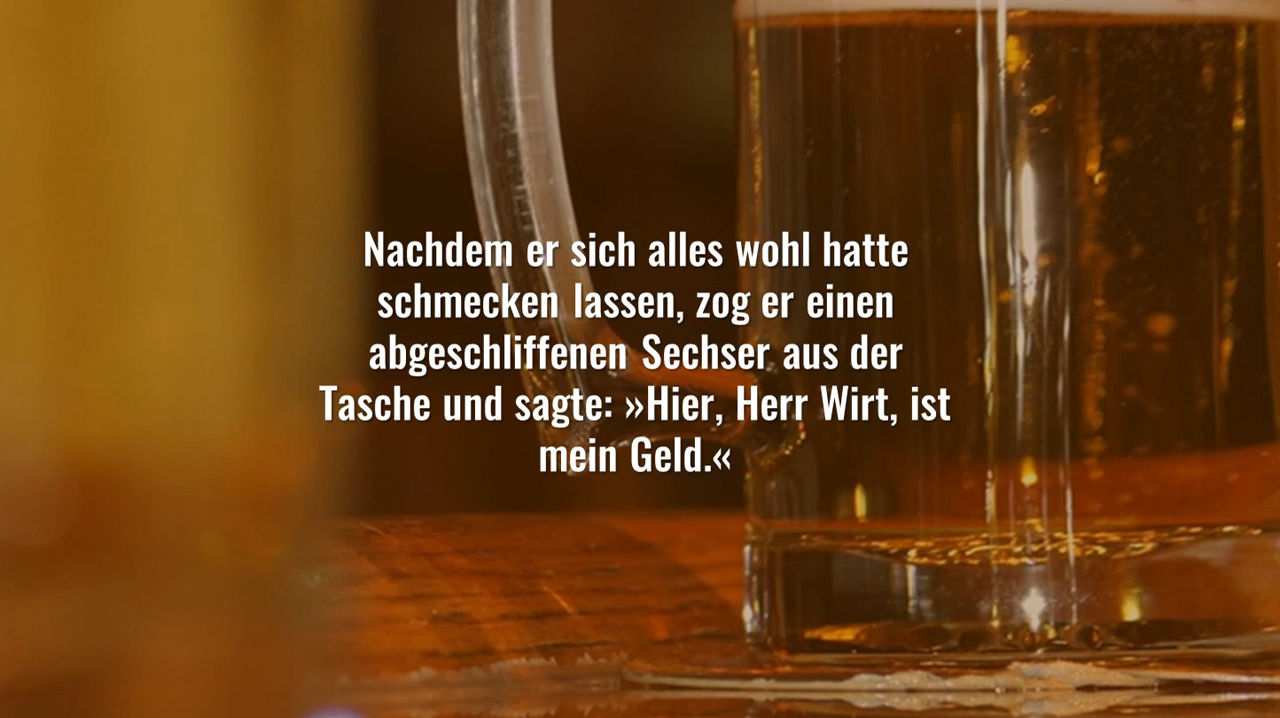 Nachdem er sich alles wohl hatte
schmecken lassen, zog er einen
abgeschliffenen Sechser aus der
Tasche und sagte: »Hier, Herr Wirt, ist
mein Geld.«